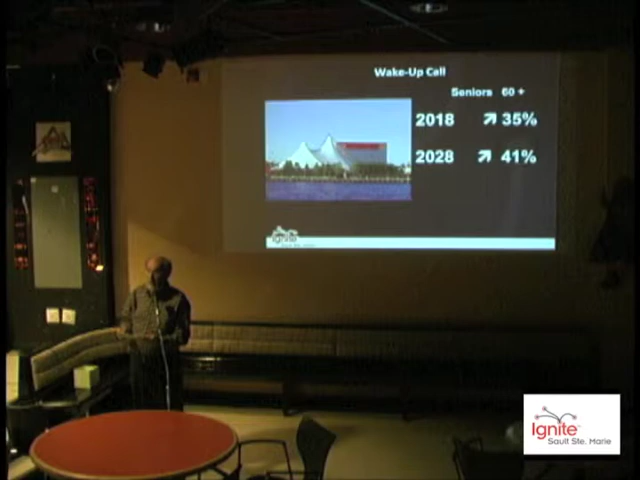 Wake-Up Call
Seniors 60 +
2018 35%
2028 41%
Ignite
Ignite
Sault Ste. Marie